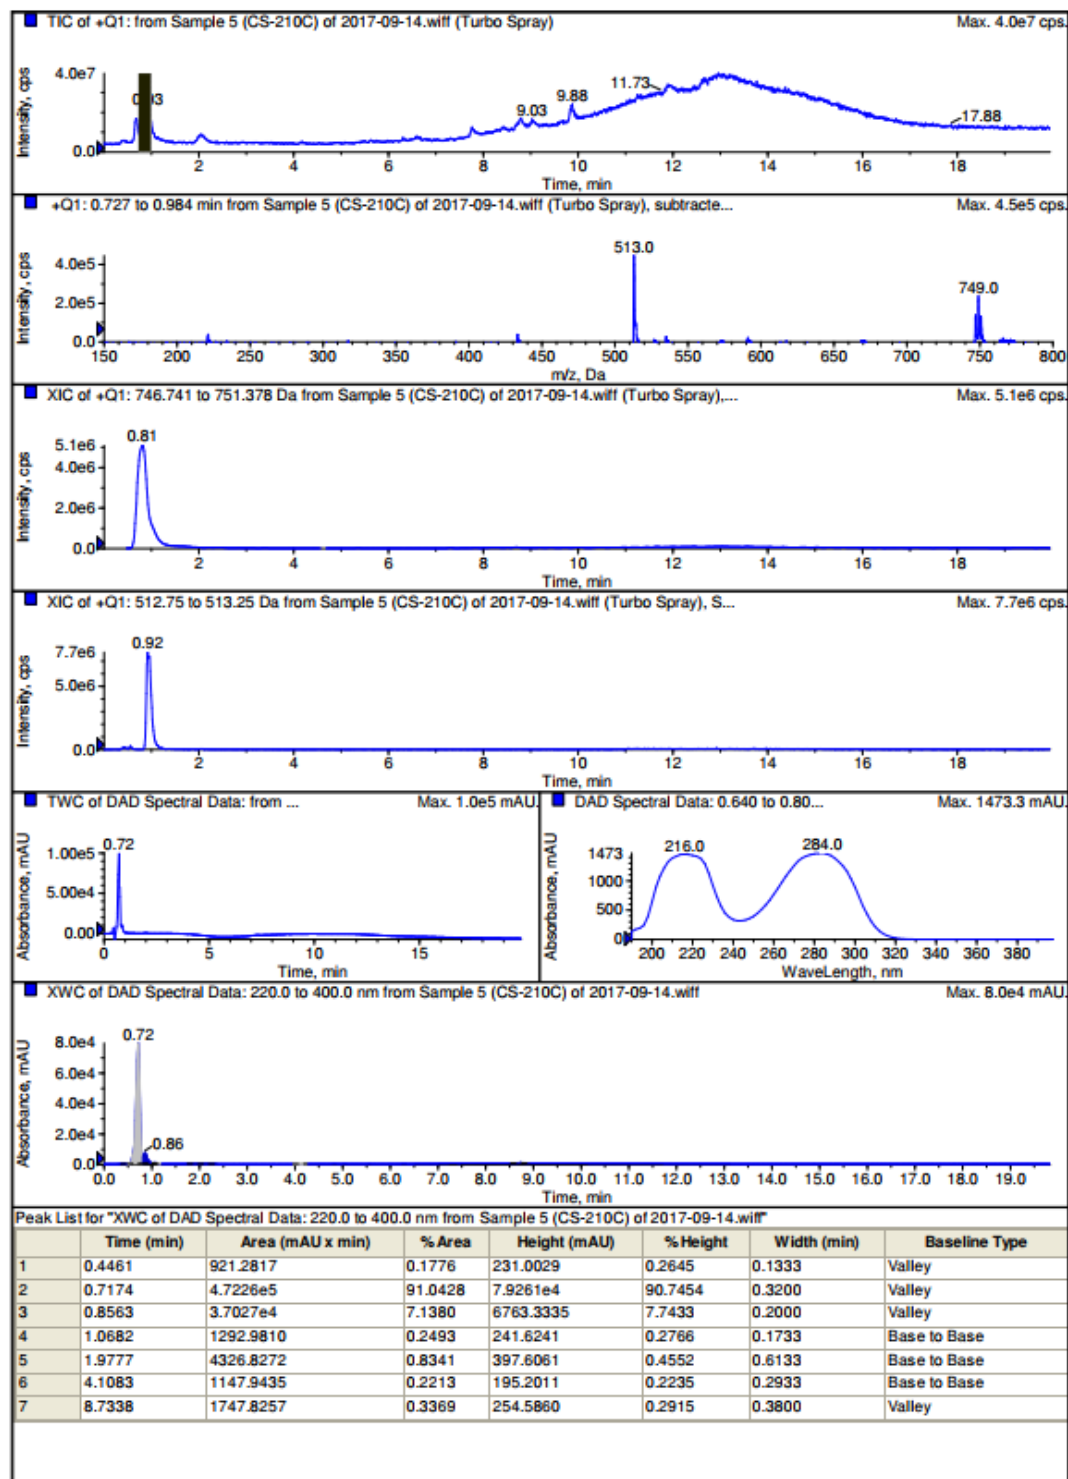 TIC of +Q1: from Sample 5 (CS-210C) of 2017-09-14.wiff (Turbo Spray) Max. 4.0e7 cps.
Intensity, cps
4.0e7
0.0
9.03
9.88
11.73
17.88
2 4 6 8 10 12 14 16 18
Time, min
+Q1: 0.727 to 0.984 min from Sample 5 (CS-210C) of 2017-09-14.wiff (Turbo Spray), subtracte... Max. 4.5e5 cps.
Intensity, cps
4.0e5
2.0e5
0.0
513.0
749.0
150 200 250 300 350 400 450 500 550 600 650 700 750 800
m/z, Da
XIC of +Q1: 746.741 to 751.378 Da from Sample 5 (CS-210C) of 2017-09-14.wiff (Turbo Spray),... Max. 5.1e6 cps.
Intensity, cps
0.81
5.1e6
4.0e6
2.0e6
0.0
2 4 6 8 10 12 14 16 18
Time, min
XIC of +Q1: 512.75 to 513.25 Da from Sample 5 (CS-210C) of 2017-09-14.wiff (Turbo Spray), S... Max. 7.7e6 cps.
Intensity, cps
0.92
7.7e6
5.0e6
0.0
2 4 6 8 10 12 14 16 18
Time, min
TWC of DAD Spectral Data: from ... Max. 1.0e5 mAU.
Absorbance, mAU
0.72
1.00e5
5.00e4
0.00
0 5 10 15
Time, min
DAD Spectral Data: 0.640 to 0.80... Max. 1473.3 mAU.
Absorbance, mAU
216.0 284.0
1473
1000
500
0
200 220 240 260 280 300 320 340 360 380
WaveLength, nm
XWC of DAD Spectral Data: 220.0 to 400.0 nm from Sample 5 (CS-210C) of 2017-09-14.wiff Max. 8.0e4 mAU.
Absorbance, mAU
0.72
8.0e4
6.0e4
4.0e4
2.0e4
0.0
0.86
0.0 1.0 2.0 3.0 4.0 5.0 6.0 7.0 8.0 9.0 10.0 11.0 12.0 13.0 14.0 15.0 16.0 17.0 18.0 19.0
Time, min
Peak List for "XWC of DAD Spectral Data: 220.0 to 400.0 nm from Sample 5 (CS-210C) of 2017-09-14.wiff"
Time (min) Area (mAU x min) % Area Height (mAU) % Height Width (min) Baseline Type
1 0.4461 921.2817 0.1776 231.0029 0.2645 0.1333 Valley
2 0.7174 4.7226e5 91.0428 7.9261e4 90.7454 0.3200 Valley
3 0.8563 3.7027e4 7.1380 6763.3335 7.7433 0.2000 Valley
4 1.0682 1292.9810 0.2493 241.6241 0.2766 0.1733 Base to Base
5 1.9777 4326.8272 0.8341 397.6061 0.4552 0.6133 Base to Base
6 4.1083 1147.9435 0.2213 195.2011 0.2235 0.2933 Base to Base
7 8.7338 1747.8257 0.3369 254.5860 0.2915 0.3800 Valley